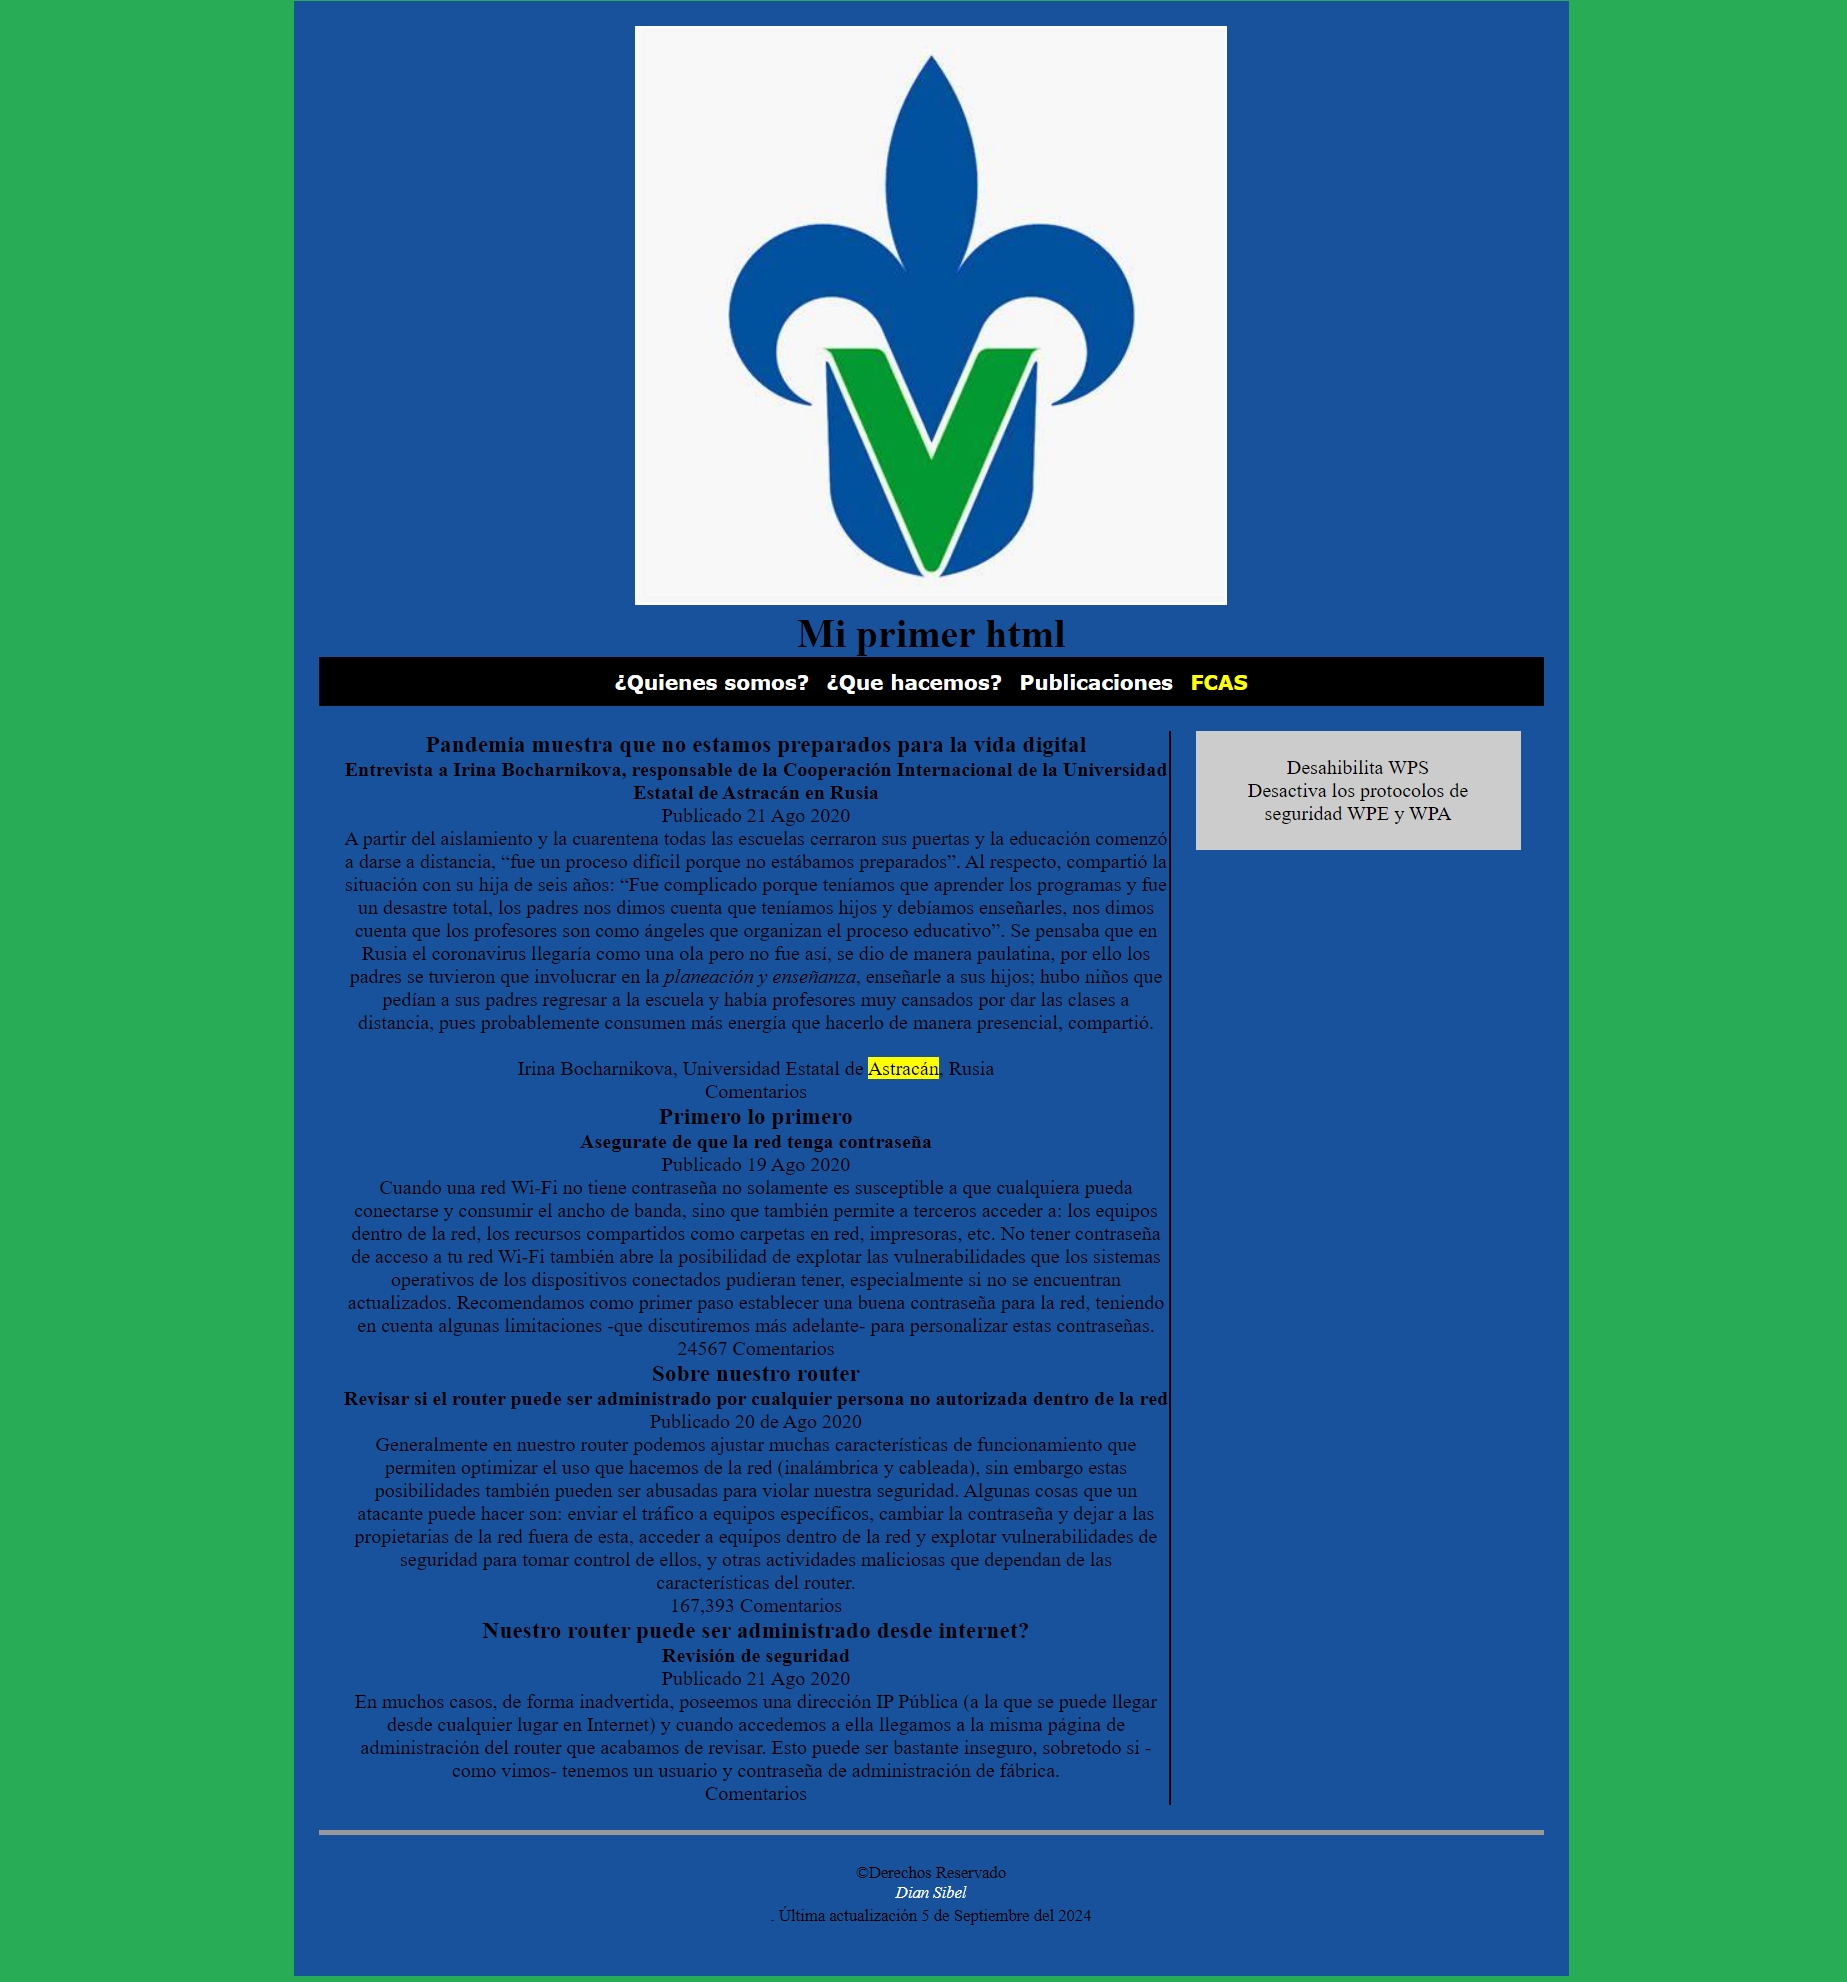 Mi primer html
¿Quienes somos? ¿Que hacemos? Publicaciones FCAS
Pandemia muestra que no estamos preparados para la vida digital
Entrevista a Irina Bocharnikova, responsable de la Cooperación Internacional de la Universidad
Estatal de Astracán en Rusia
Publicado 21 Ago 2020
A partir del aislamiento y la cuarentena todas las escuelas cerraron sus puertas y la educación comenzó
a darse a distancia, “fue un proceso difícil porque no estábamos preparados”. Al respecto, compartió la
situación con su hija de seis años: “Fue complicado porque teníamos que aprender los programas y fue
un desastre total, los padres nos dimos cuenta que teníamos hijos y debíamos enseñarles, nos dimos
cuenta que los profesores son como ángeles que organizan el proceso educativo”. Se pensaba que en
Rusia el coronavirus llegaría como una ola pero no fue así, se dio de manera paulatina, por ello los
padres se tuvieron que involucrar en la planeación y enseñanza, enseñarle a sus hijos; hubo niños que
pedían a sus padres regresar a la escuela y había profesores muy cansados por dar las clases a
distancia, pues probablemente consumen más energía que hacerlo de manera presencial, compartió.
Irina Bocharnikova, Universidad Estatal de Astracán, Rusia
Comentarios
Primero lo primero
Asegurate de que la red tenga contraseña
Publicado 19 Ago 2020
Cuando una red Wi-Fi no tiene contraseña no solamente es susceptible a que cualquiera pueda
conectarse y consumir el ancho de banda, sino que también permite a terceros acceder a: los equipos
dentro de la red, los recursos compartidos como carpetas en red, impresoras, etc. No tener contraseña
de acceso a tu red Wi-Fi también abre la posibilidad de explotar las vulnerabilidades que los sistemas
operativos de los dispositivos conectados pudieran tener, especialmente si no se encuentran
actualizados. Recomendamos como primer paso establecer una buena contraseña para la red, teniendo
en cuenta algunas limitaciones -que discutiremos más adelante- para personalizar estas contraseñas.
24567 Comentarios
Sobre nuestro router
Revisar si el router puede ser administrado por cualquier persona no autorizada dentro de la red
Publicado 20 de Ago 2020
Generalmente en nuestro router podemos ajustar muchas características de funcionamiento que
permiten optimizar el uso que hacemos de la red (inalámbrica y cableada), sin embargo estas
posibilidades también pueden ser abusadas para violar nuestra seguridad. Algunas cosas que un
atacante puede hacer son: enviar el tráfico a equipos específicos, cambiar la contraseña y dejar a las
propietarias de la red fuera de esta, acceder a equipos dentro de la red y explotar vulnerabilidades de
seguridad para tomar control de ellos, y otras actividades maliciosas que dependan de las
características del router.
167,393 Comentarios
Nuestro router puede ser administrado desde internet?
Revisión de seguridad
Publicado 21 Ago 2020
En muchos casos, de forma inadvertida, poseemos una dirección IP Pública (a la que se puede llegar
desde cualquier lugar en Internet) y cuando accedemos a ella llegamos a la misma página de
administración del router que acabamos de revisar. Esto puede ser bastante inseguro, sobretodo si -
como vimos- tenemos un usuario y contraseña de administración de fábrica.
Comentarios
Desahibilita WPS
Desactiva los protocolos de
seguridad WPE y WPA
©Derechos Reservado
Dian Sibel
. Última actualización 5 de Septiembre del 2024